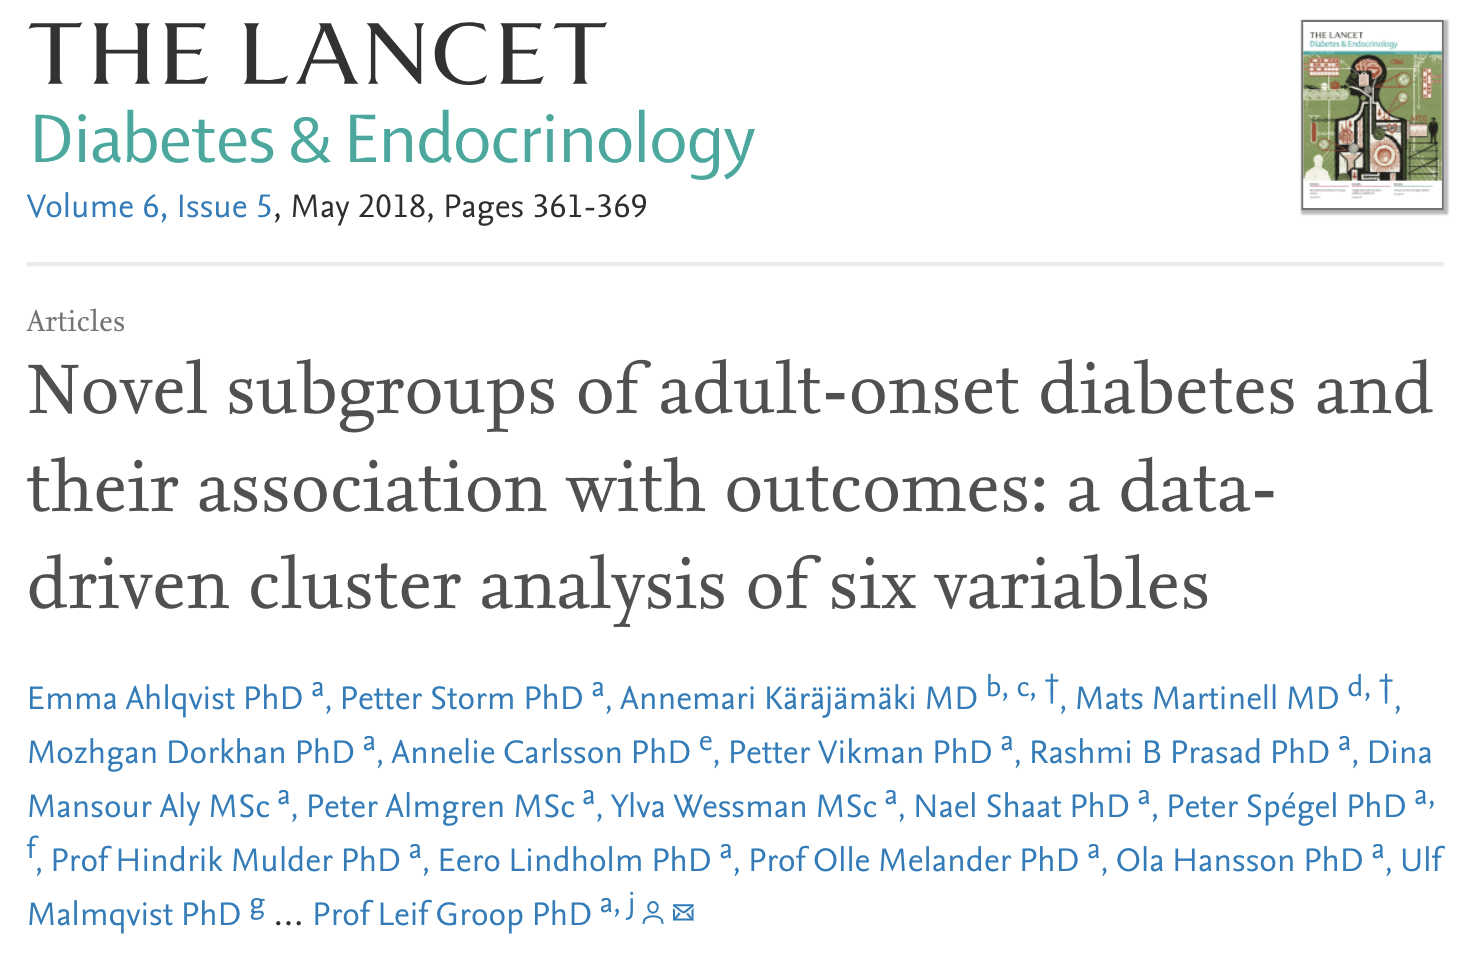 THE LANCET
Diabetes & Endocrinology
Volume 6, Issue 5, May 2018, Pages 361-369
THE LANCET
Diabetes & Endocrinology
Articles
Novel subgroups of adult-onset diabetes and
their association with outcomes: a data-
driven cluster analysis of six variables
Emma Ahlqvist PhD a, Petter Storm PhD a, Annemari Käräjämäki MD b, c, †, Mats Martinell MD d, †,
Mozhgan Dorkhan PhD a, Annelie Carlsson PhD e, Petter Vikman PhD a, Rashmi B Prasad PhD a, Dina
Mansour Aly MSc a, Peter Almgren MSc a, Ylva Wessman MSc a, Nael Shaat PhD a, Peter Spégel PhD a,
f, Prof Hindrik Mulder PhD a, Eero Lindholm PhD a, Prof Olle Melander PhD a, Ola Hansson PhD a, Ulf
Malmqvist PhD g ... Prof Leif Groop PhD a, j